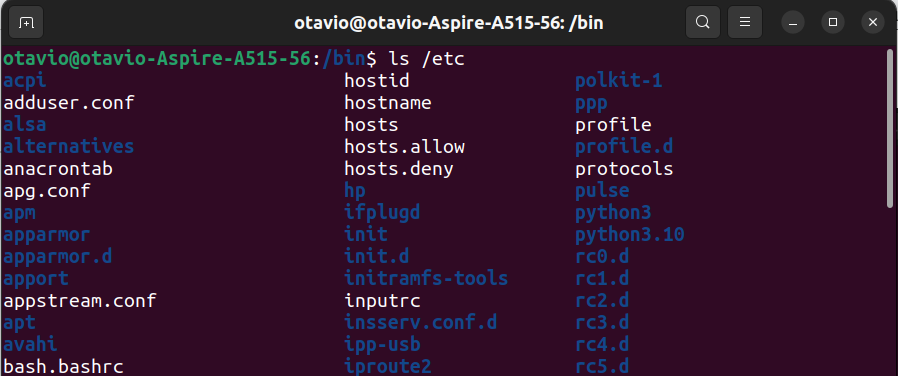 otavio@otavio-Aspire-A515-56: /bin
otavio@otavio-Aspire-A515-56:/bin$ ls /etc
acpi hostid polkit-1
adduser.conf hostname ppp
alsa hosts profile
alternatives hosts.allow profile.d
anacrontab hosts.deny protocols
apg.conf hp pulse
apm ifplugd python3
apparmor init python3.10
apparmor.d init.d rc0.d
apport initramfs-tools rc1.d
appstream.conf inputrc rc2.d
apt insserv.conf.d rc3.d
avahi ipp-usb rc4.d
bash.bashrc iproute2 rc5.d